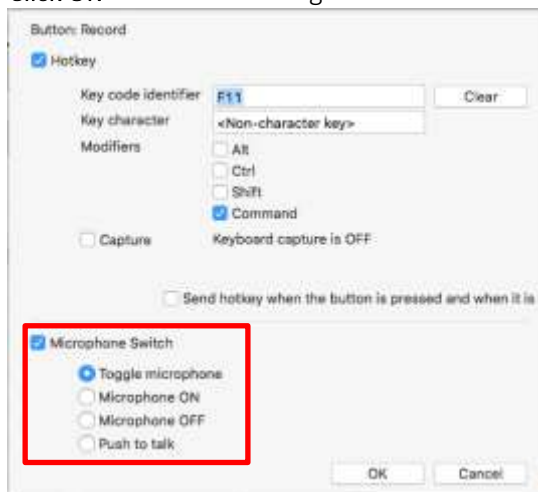 Button: Record
Hotkey
Key code identifier F11 Clear
Key character <Non-character key>
Modifiers Alt
Ctrl
Shift
Command
Capture Keyboard capture is OFF
Send hotkey when the button is pressed and when it is
Microphone Switch
Toggle microphone
Microphone ON
Microphone OFF
Push to talk
OK Cancel